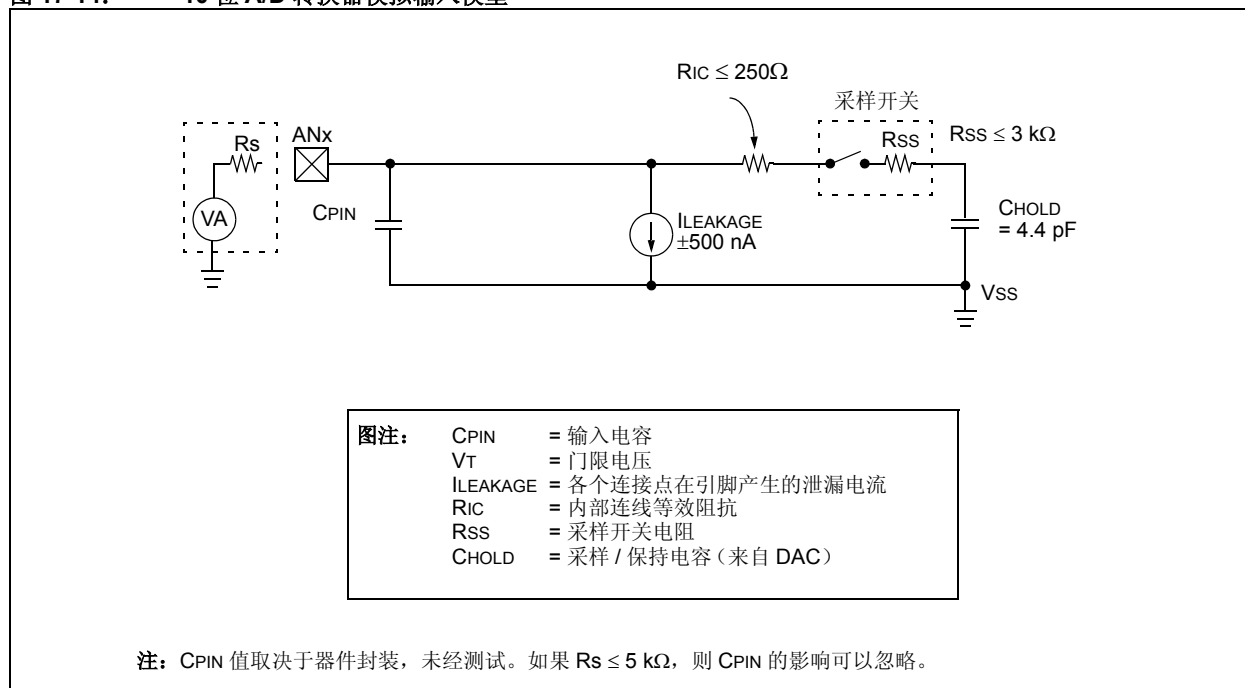 RIC ≤ 250Ω
采样开关
Rs
ANx
RSS
RSS ≤ 3 kΩ
VA
CPIN
ILEAKAGE
±500 nA
CHOLD
= 4.4 pF
VSS
图注：
CPIN = 输入电容
VT = 门限电压
ILEAKAGE = 各个连接点在引脚产生的泄漏电流
RIC = 内部连线等效阻抗
RSS = 采样开关电阻
CHOLD = 采样 / 保持电容（来自 DAC）
注：CPIN 值取决于器件封装，未经测试。如果 Rs ≤ 5 kΩ，则 CPIN 的影响可以忽略。